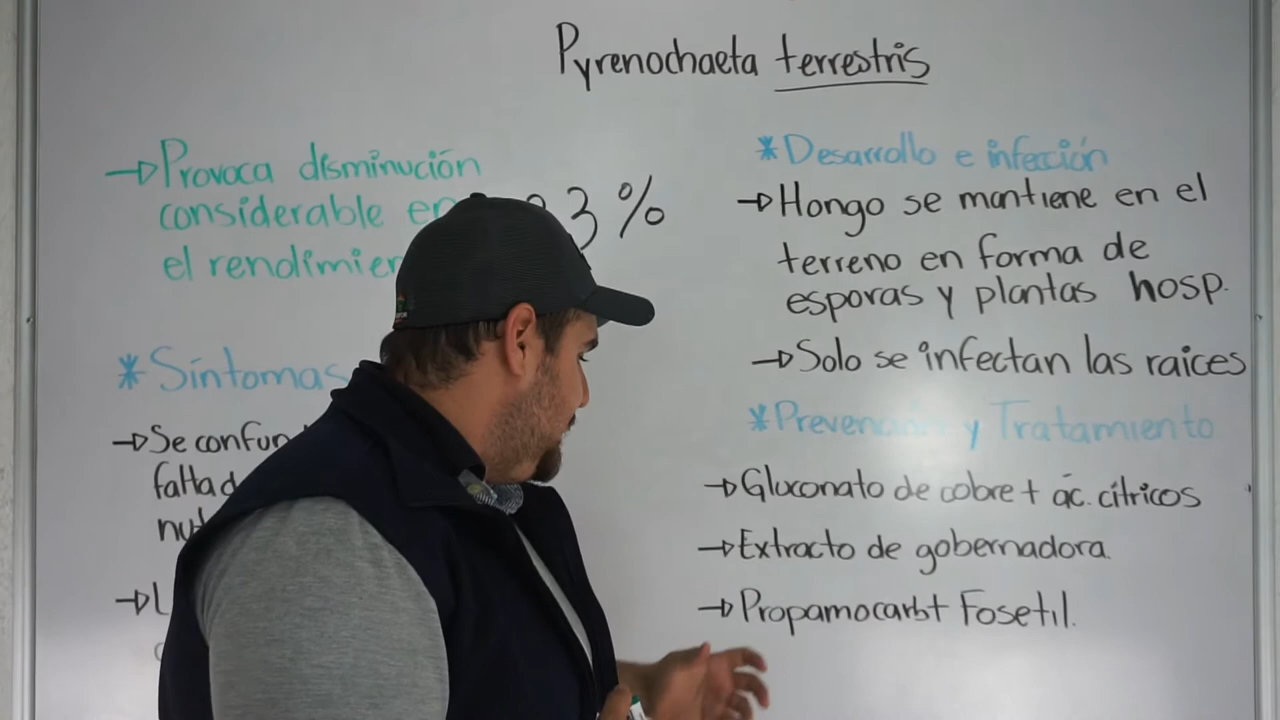 Pyrenochaeta terrestris
→Provoca disminución
considerable en
el rendimien
3%
*Síntomas
→Se confun
falta d
nut
→L
*Desarrollo e infección
→Hongo se mantiene en el
terreno en forma de
esporas y plantas hosp.
→Solo se infectan las raices
*Prevención y Tratamiento
→Gluconato de cobre + ác. cítricos
→Extracto de gobernadora.
→Propamocarb+ Fosetil.